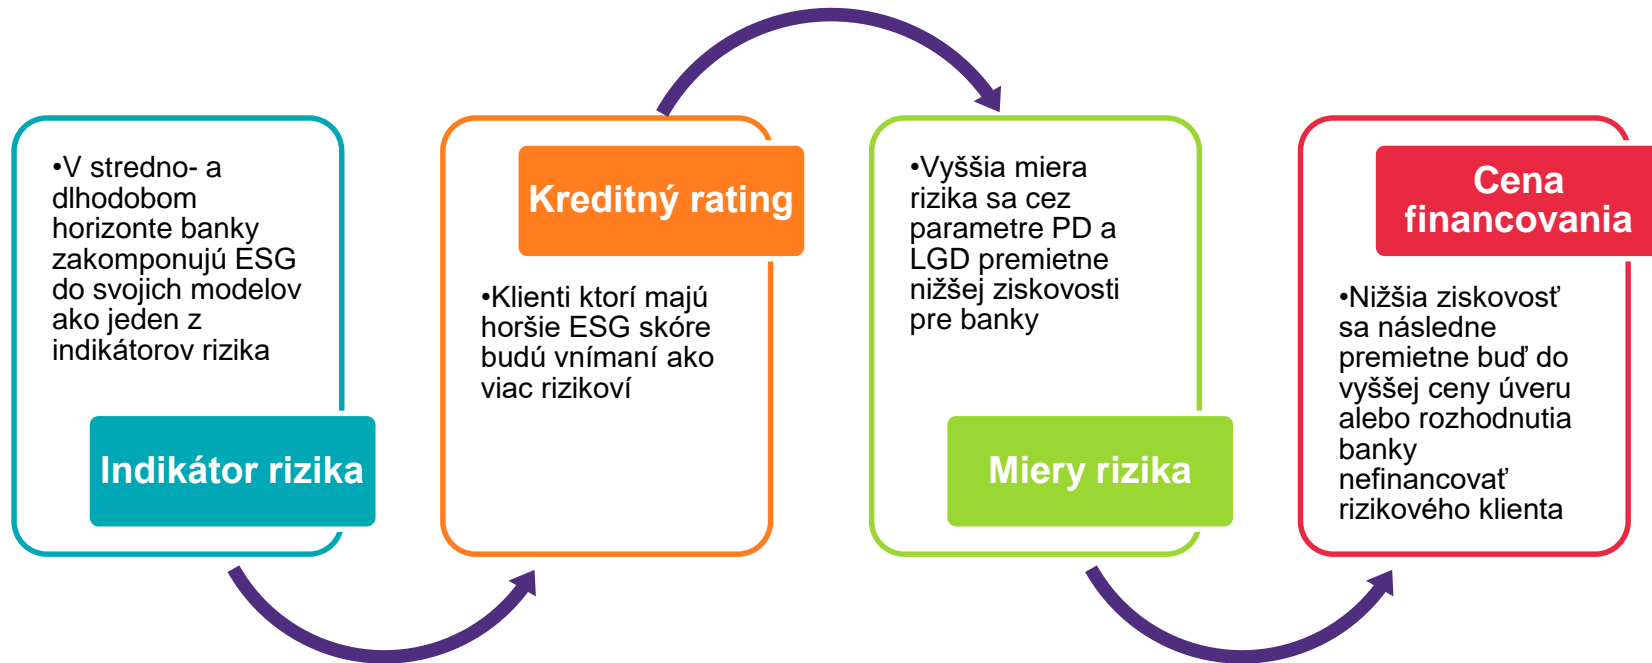 •V stredno- a
dlhodobom
horizonte banky
zakomponujú ESG
do svojich modelov
ako jeden z
indikátorov rizika
Indikátor rizika
Kreditný rating
•Klienti ktorí majú
horšie ESG skóre
budú vnímaní ako
viac rizikoví
•Vyššia miera
rizika sa cez
parametre PD a
LGD premietne
nižšej ziskovosti
pre banky
Miery rizika
Cena
financovania
•Nižšia ziskovosť
sa následne
premietne buď do
vyššej ceny úveru
alebo rozhodnutia
banky
nefinancovať
rizikového klienta